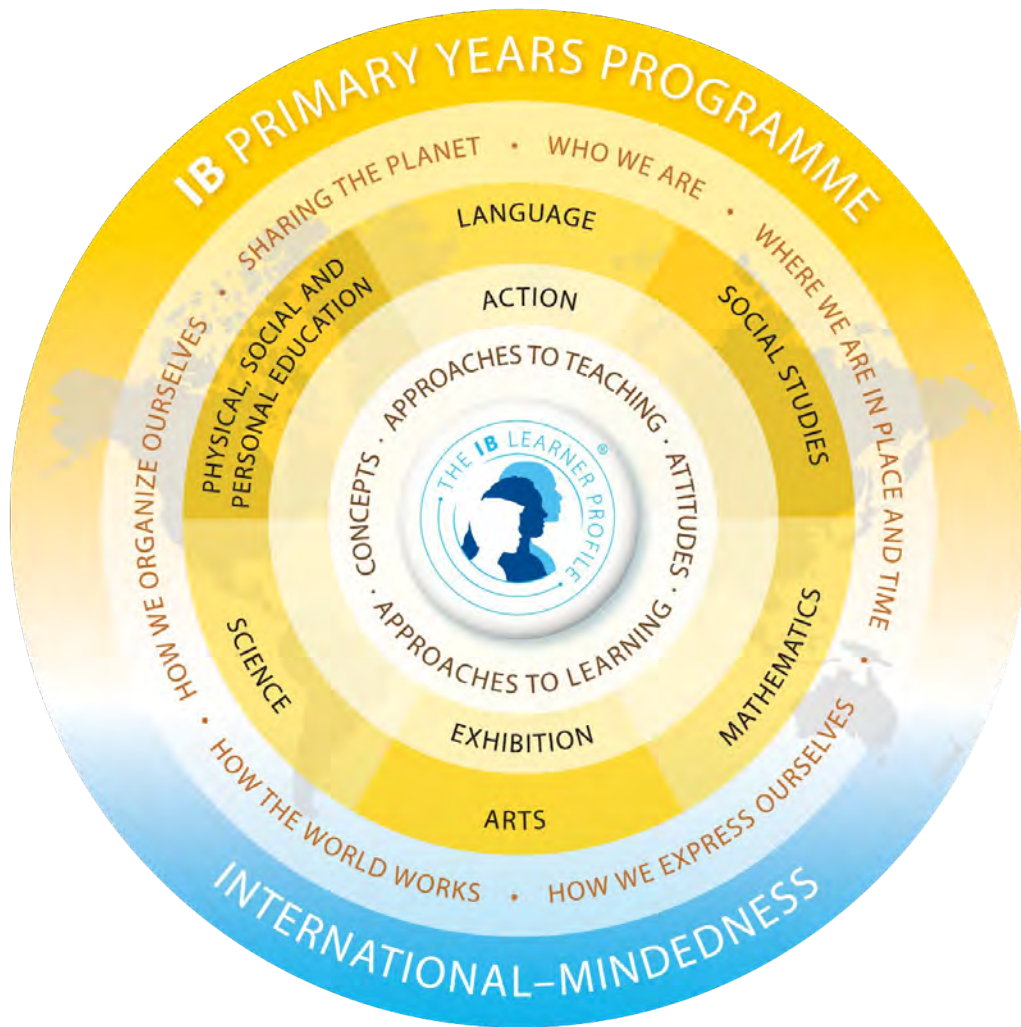 IB PRIMARY YEARS PROGRAMME
SHARING THE PLANET • WHO WE ARE • WHERE WE ARE IN PLACE AND TIME • HOW WE EXPRESS OURSELVES • HOW THE WORLD WORKS • HOW WE ORGANIZE OURSELVES •
LANGUAGE
SOCIAL STUDIES
MATHEMATICS
ARTS
SCIENCE
PHYSICAL, SOCIAL AND
PERSONAL EDUCATION
ACTION
EXHIBITION
APPROACHES TO TEACHING • ATTITUDES • APPROACHES TO LEARNING • CONCEPTS •
• THE IB LEARNER PROFILE • ®
INTERNATIONAL–MINDEDNESS